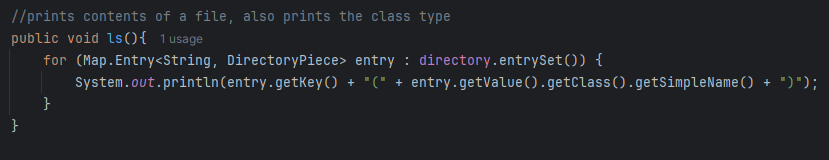 //prints contents of a file, also prints the class type
public void ls(){ 1 usage
for (Map.Entry<String, DirectoryPiece> entry : directory.entrySet()) {
System.out.println(entry.getKey() + "(" + entry.getValue().getClass().getSimpleName() + ")");
}
}